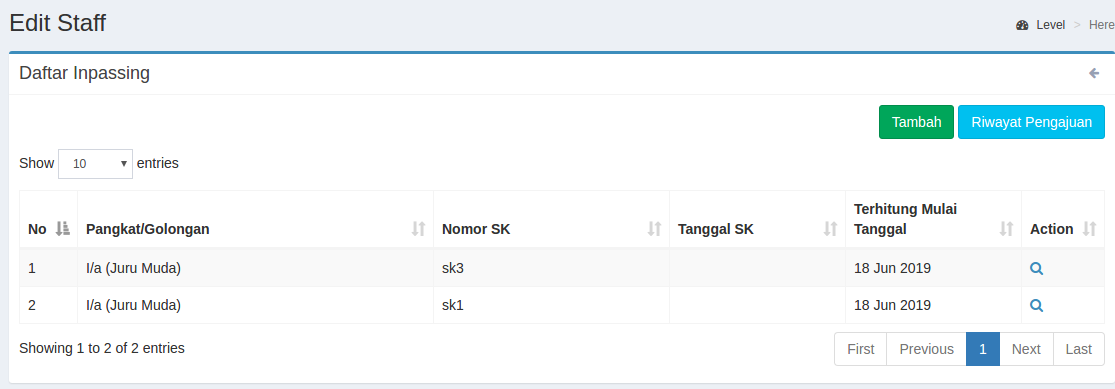 Edit Staff
Level > Here
Daftar Inpassing
Tambah Riwayat Pengajuan
Show 10 entries
No Pangkat/Golongan Nomor SK Tanggal SK Terhitung Mulai Tanggal Action
1 I/a (Juru Muda) sk3 18 Jun 2019
2 I/a (Juru Muda) sk1 18 Jun 2019
Showing 1 to 2 of 2 entries
First Previous 1 Next Last